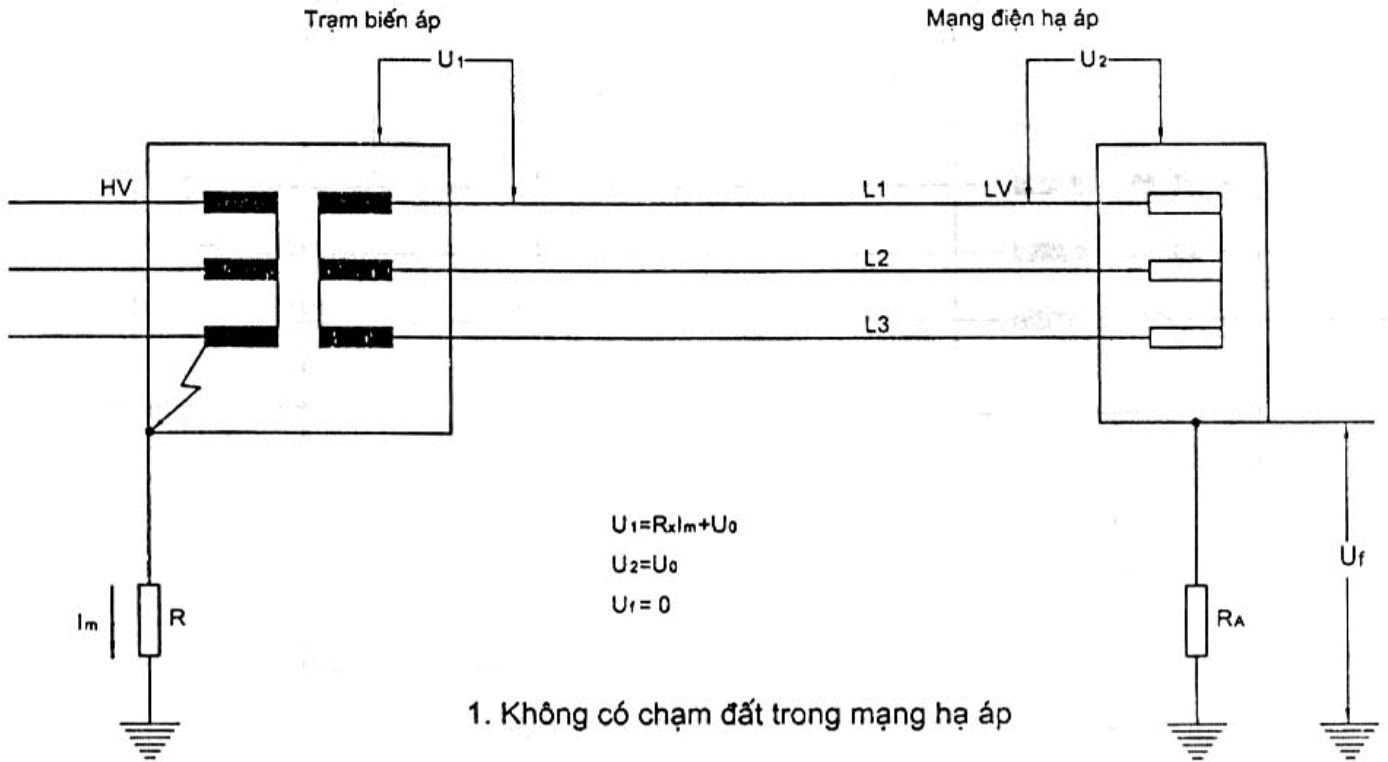 Trạm biến áp
Mạng điện hạ áp
U1
U2
HV
L1
LV
L2
L3
U1=RxIm+U0
U2=U0
Uf = 0
Uf
Im
R
RA
1. Không có chạm đất trong mạng hạ áp